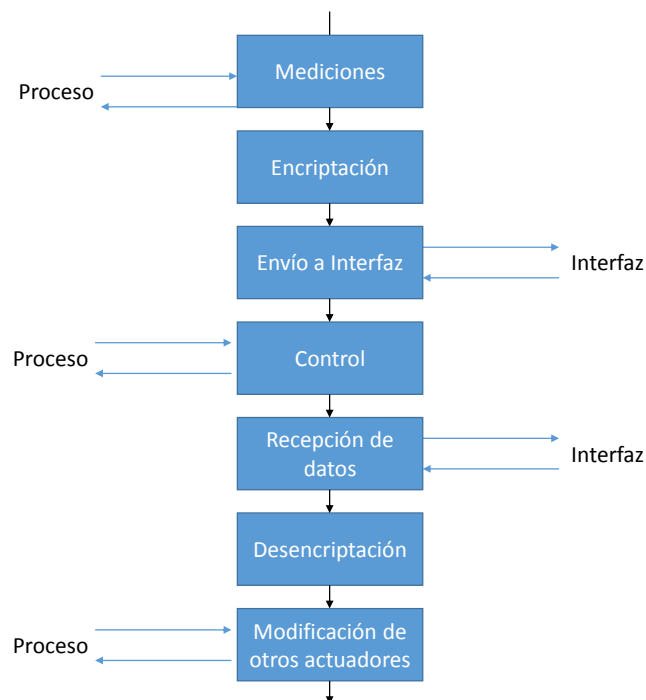 Mediciones
Proceso
Encriptación
Envío a Interfaz
Interfaz
Proceso
Control
Recepción de
datos
Interfaz
Desencriptación
Proceso
Modificación de
otros actuadores